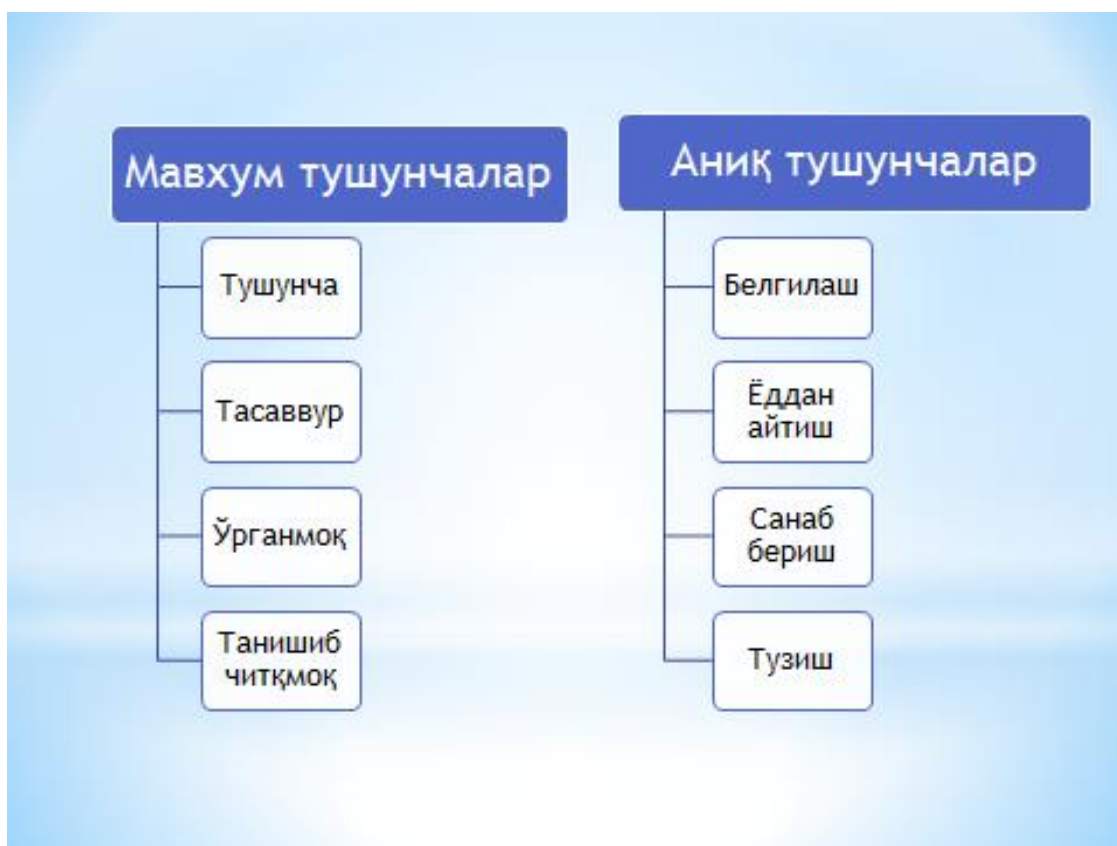 Мавхум тушунчалар
Тушунча
Тасаввур
Ўрганмоқ
Танишиб
читқмоқ
Аниқ тушунчалар
Белгилаш
Ёддан
айтиш
Санаб
бериш
Тузиш